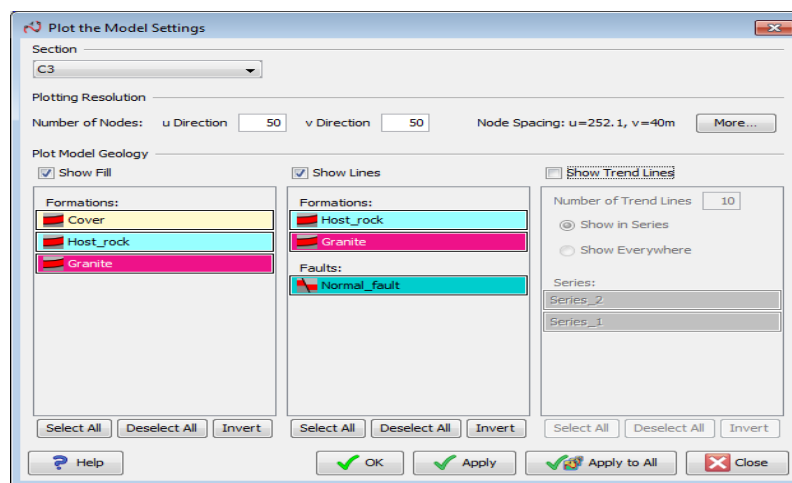 Plot the Model Settings
Section
C3
Plotting Resolution
Number of Nodes: u Direction 50 v Direction 50 Node Spacing: u=252.1, v=40m More...
Plot Model Geology
Show Fill
Formations:
Cover
Host_rock
Granite
Select All Deselect All Invert
Show Lines
Formations:
Host_rock
Granite
Faults:
Normal_fault
Select All Deselect All Invert
Show Trend Lines
Number of Trend Lines 10
Show in Series
Show Everywhere
Series:
Series_2
Series_1
Select All Deselect All Invert
Help OK Apply Apply to All Close